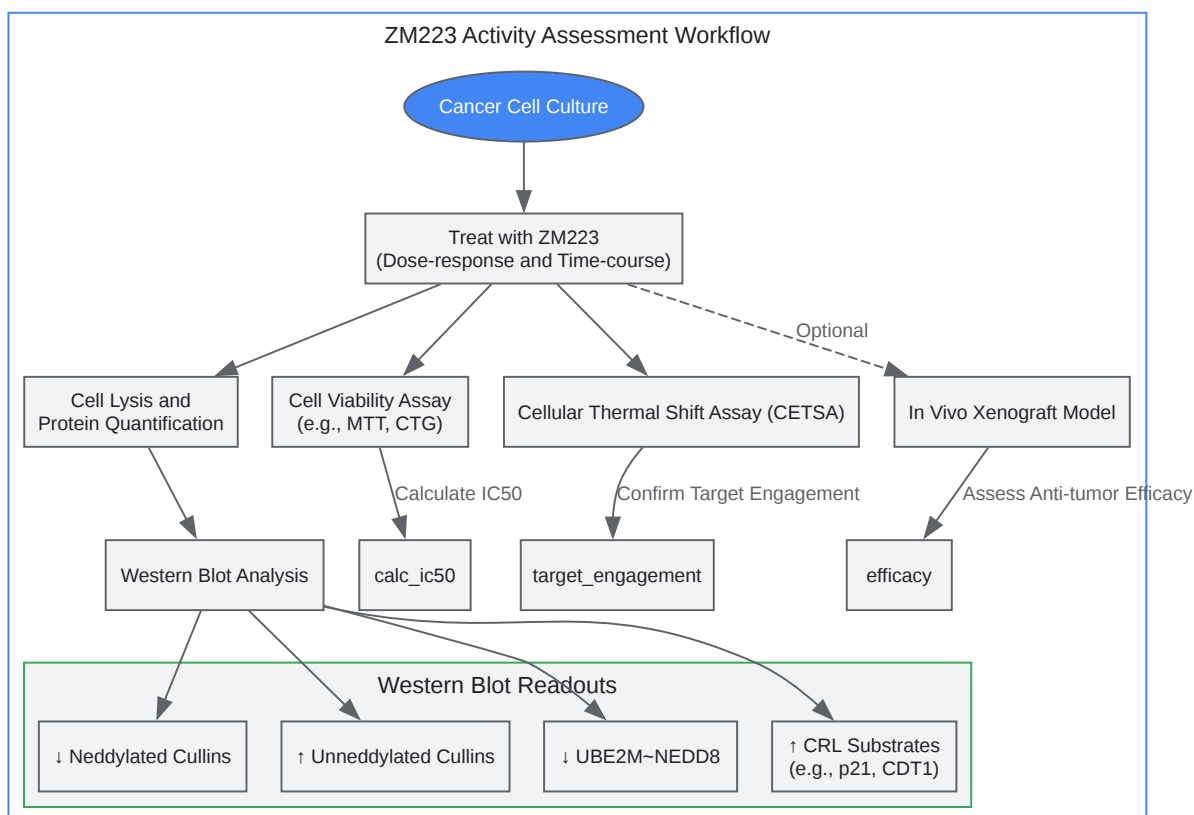 ZM223 Activity Assessment Workflow
Cancer Cell Culture
Treat with ZM223
(Dose-response and Time-course)
Optional
Cell Lysis and
Protein Quantification
Cell Viability Assay
(e.g., MTT, CTG)
Cellular Thermal Shift Assay (CETSA)
In Vivo Xenograft Model
Calculate IC50
Confirm Target Engagement
Assess Anti-tumor Efficacy
Western Blot Analysis
calc_ic50
target_engagement
efficacy
Western Blot Readouts
↓ Neddylated Cullins
↑ Unneddylated Cullins
↓ UBE2M~NEDD8
↑ CRL Substrates
(e.g., p21, CDT1)